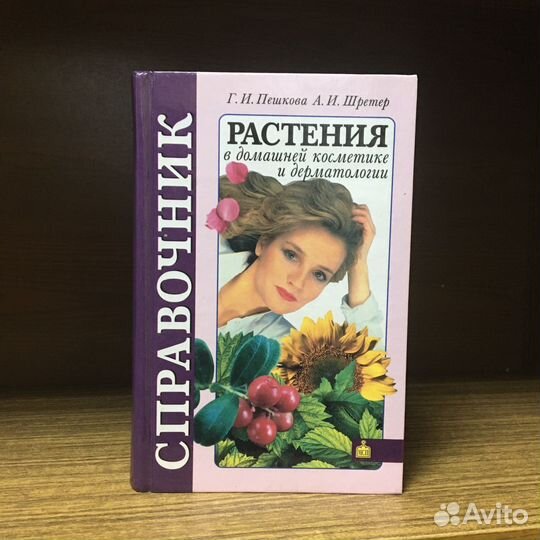 СПРАВОЧНИК
Г. И. Пешкова А. И. Шретер
РАСТЕНИЯ
в домашней косметике
и дерматологии
Avito